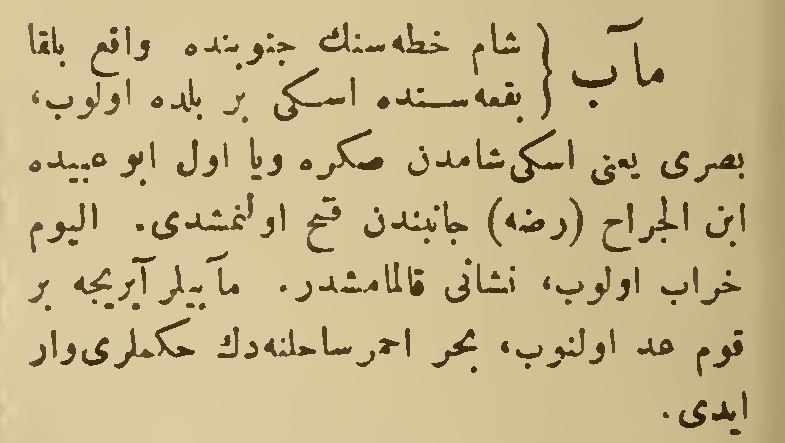 مآب { شام خطه‌سنك جنوبنده واقع بلقا
بقعه‌سنده اسكی بر بلده اولوب،
بصری یعنی اسكی‌شامدن صكره ویا اول ابو عبیده
ابن الجراح (رضه) جانبندن فتح اولنمشدی. الیوم
خراب اولوب، نشانی قالمامشدر. مآبیلر آیریجه بر
قوم عد اولنوب، بحر احمر ساحلنه‌دك حكملری وار
ایدی.